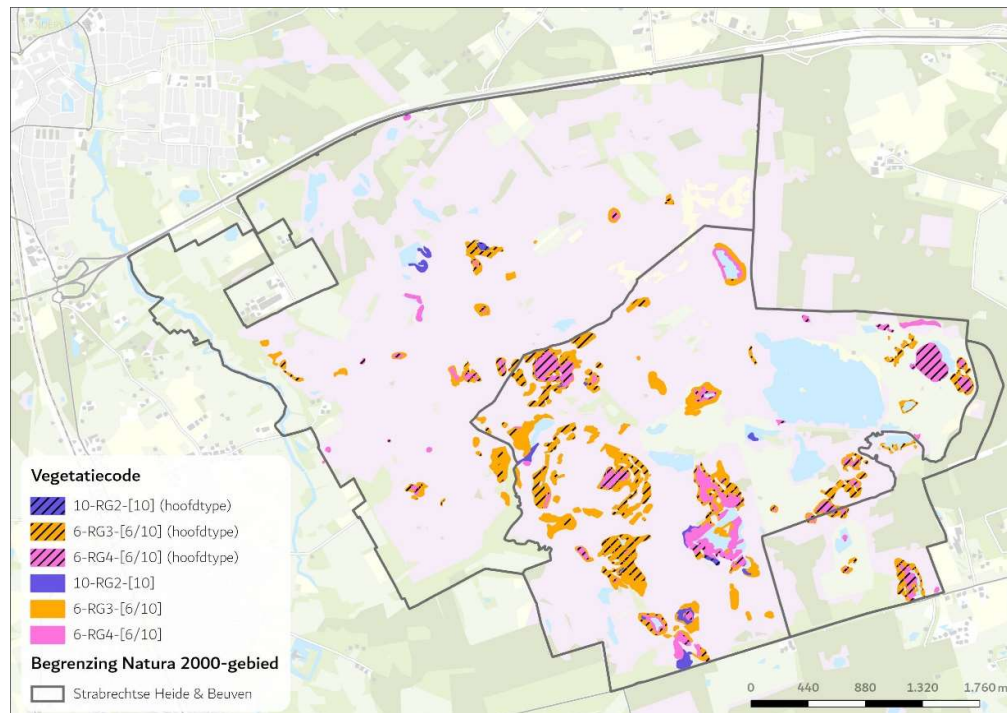 Vegetatiecode
10-RG2-[10] (hoofdtype)
6-RG3-[6/10] (hoofdtype)
6-RG4-[6/10] (hoofdtype)
10-RG2-[10]
6-RG3-[6/10]
6-RG4-[6/10]
Begrenzing Natura 2000-gebied
Strabrechtse Heide & Beuven
0 440 880 1.320 1.760 m